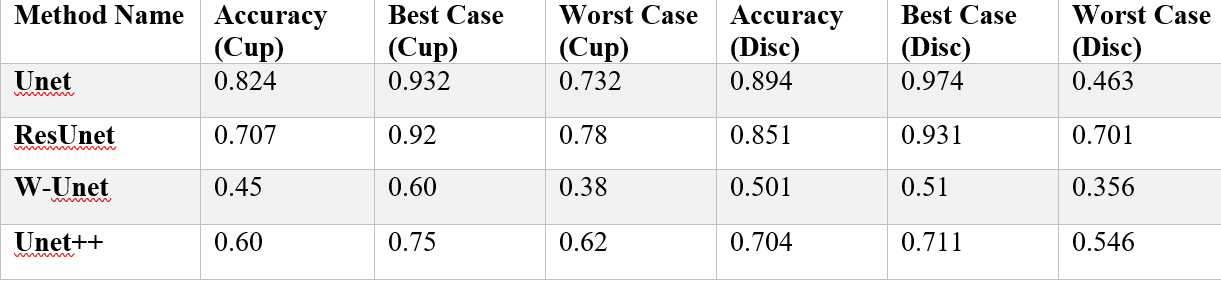 Method Name Accuracy (Cup) Best Case (Cup) Worst Case (Cup) Accuracy (Disc) Best Case (Disc) Worst Case (Disc)
Unet 0.824 0.932 0.732 0.894 0.974 0.463
ResUnet 0.707 0.92 0.78 0.851 0.931 0.701
W-Unet 0.45 0.60 0.38 0.501 0.51 0.356
Unet++ 0.60 0.75 0.62 0.704 0.711 0.546